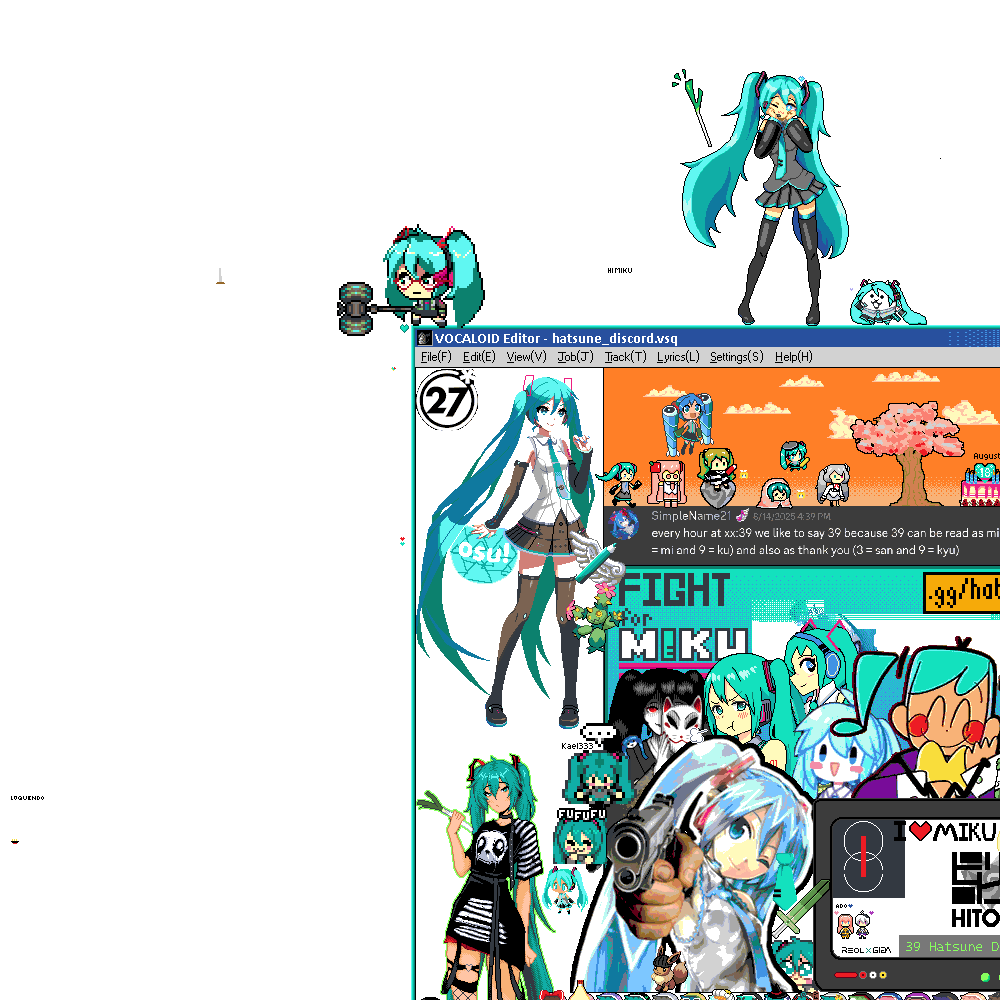 HI MIKU
VOCALOID Editor - hatsune_discord.vsq
File(F) Edit(E) View(V) Job(J) Track(T) Lyrics(L) Settings(S) Help(H)
27
August
18
SimpleName21 8/14/2025 4:39 PM
every hour at xx:39 we like to say 39 because 39 can be read as mi
= mi and 9 = ku) and also as thank you (3 = san and 9 = kyu)
osu!
FIGHT
for
MIKU
.gg/hat
Kael333
LUQUENDO
FUFUFU
I ❤ MIKU
ADO
HITO
REOL × GIGA
39 Hatsune D